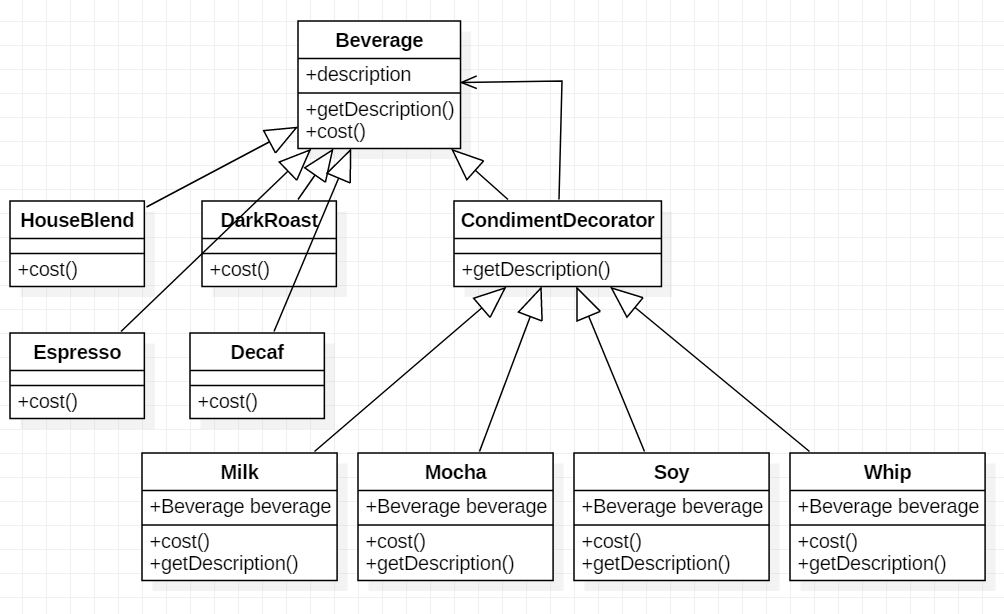 Beverage
+description
+getDescription()
+cost()
HouseBlend
+cost()
DarkRoast
+cost()
CondimentDecorator
+getDescription()
Espresso
+cost()
Decaf
+cost()
Milk
+Beverage beverage
+cost()
+getDescription()
Mocha
+Beverage beverage
+cost()
+getDescription()
Soy
+Beverage beverage
+cost()
+getDescription()
Whip
+Beverage beverage
+cost()
+getDescription()